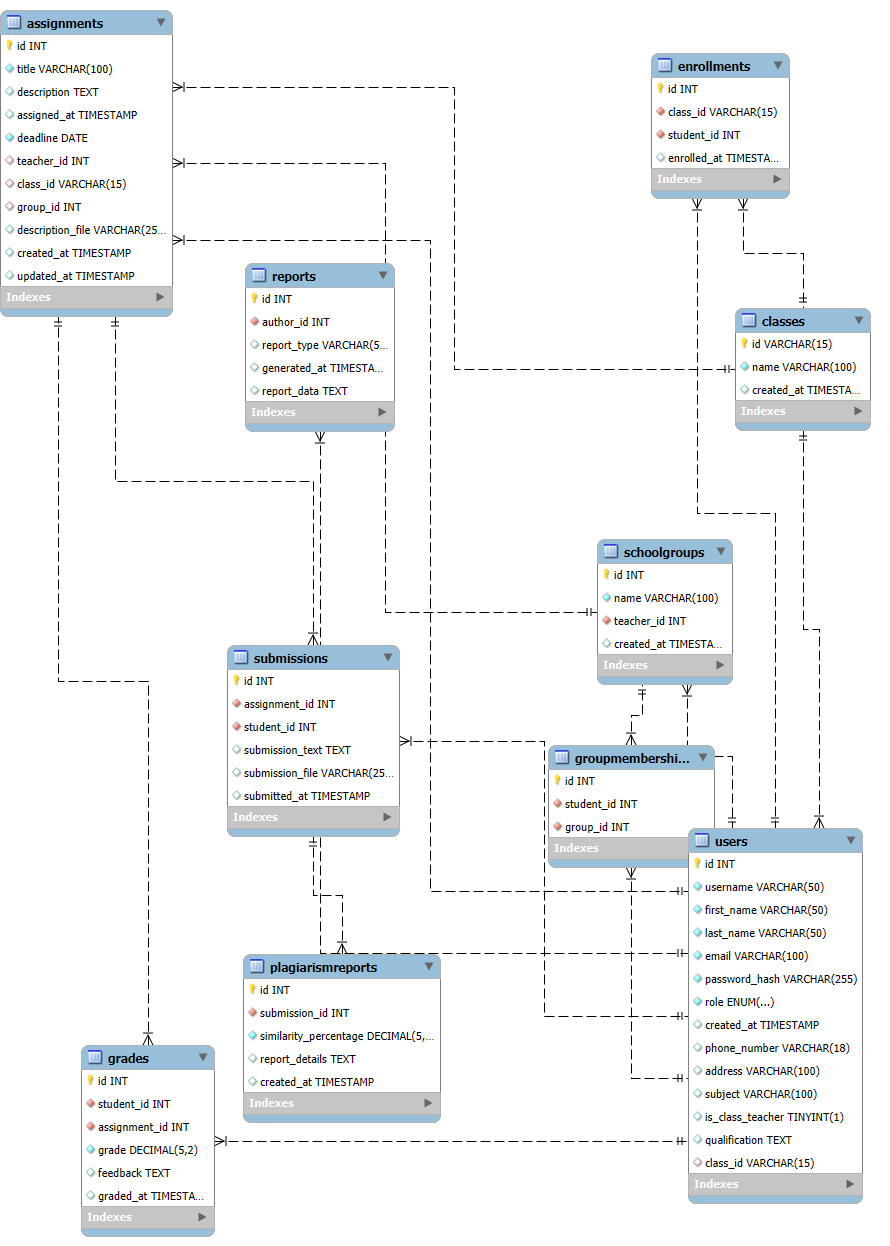 assignments
id INT
title VARCHAR(100)
description TEXT
assigned_at TIMESTAMP
deadline DATE
teacher_id INT
class_id VARCHAR(15)
group_id INT
description_file VARCHAR(25...
created_at TIMESTAMP
updated_at TIMESTAMP
Indexes
enrollments
id INT
class_id VARCHAR(15)
student_id INT
enrolled_at TIMESTA...
Indexes
reports
id INT
author_id INT
report_type VARCHAR(5...
generated_at TIMESTA...
report_data TEXT
Indexes
classes
id VARCHAR(15)
name VARCHAR(100)
created_at TIMESTA...
Indexes
schoolgroups
id INT
name VARCHAR(100)
teacher_id INT
created_at TIMESTA...
Indexes
submissions
id INT
assignment_id INT
student_id INT
submission_text TEXT
submission_file VARCHAR(25...
submitted_at TIMESTAMP
Indexes
groupmembershi...
id INT
student_id INT
group_id INT
Indexes
users
id INT
username VARCHAR(50)
first_name VARCHAR(50)
last_name VARCHAR(50)
email VARCHAR(100)
password_hash VARCHAR(255)
role ENUM(...)
created_at TIMESTAMP
phone_number VARCHAR(18)
address VARCHAR(100)
subject VARCHAR(100)
is_class_teacher TINYINT(1)
qualification TEXT
class_id VARCHAR(15)
Indexes
plagiarismreports
id INT
submission_id INT
similarity_percentage DECIMAL(5,...
report_details TEXT
created_at TIMESTAMP
Indexes
grades
id INT
student_id INT
assignment_id INT
grade DECIMAL(5,2)
feedback TEXT
graded_at TIMESTA...
Indexes